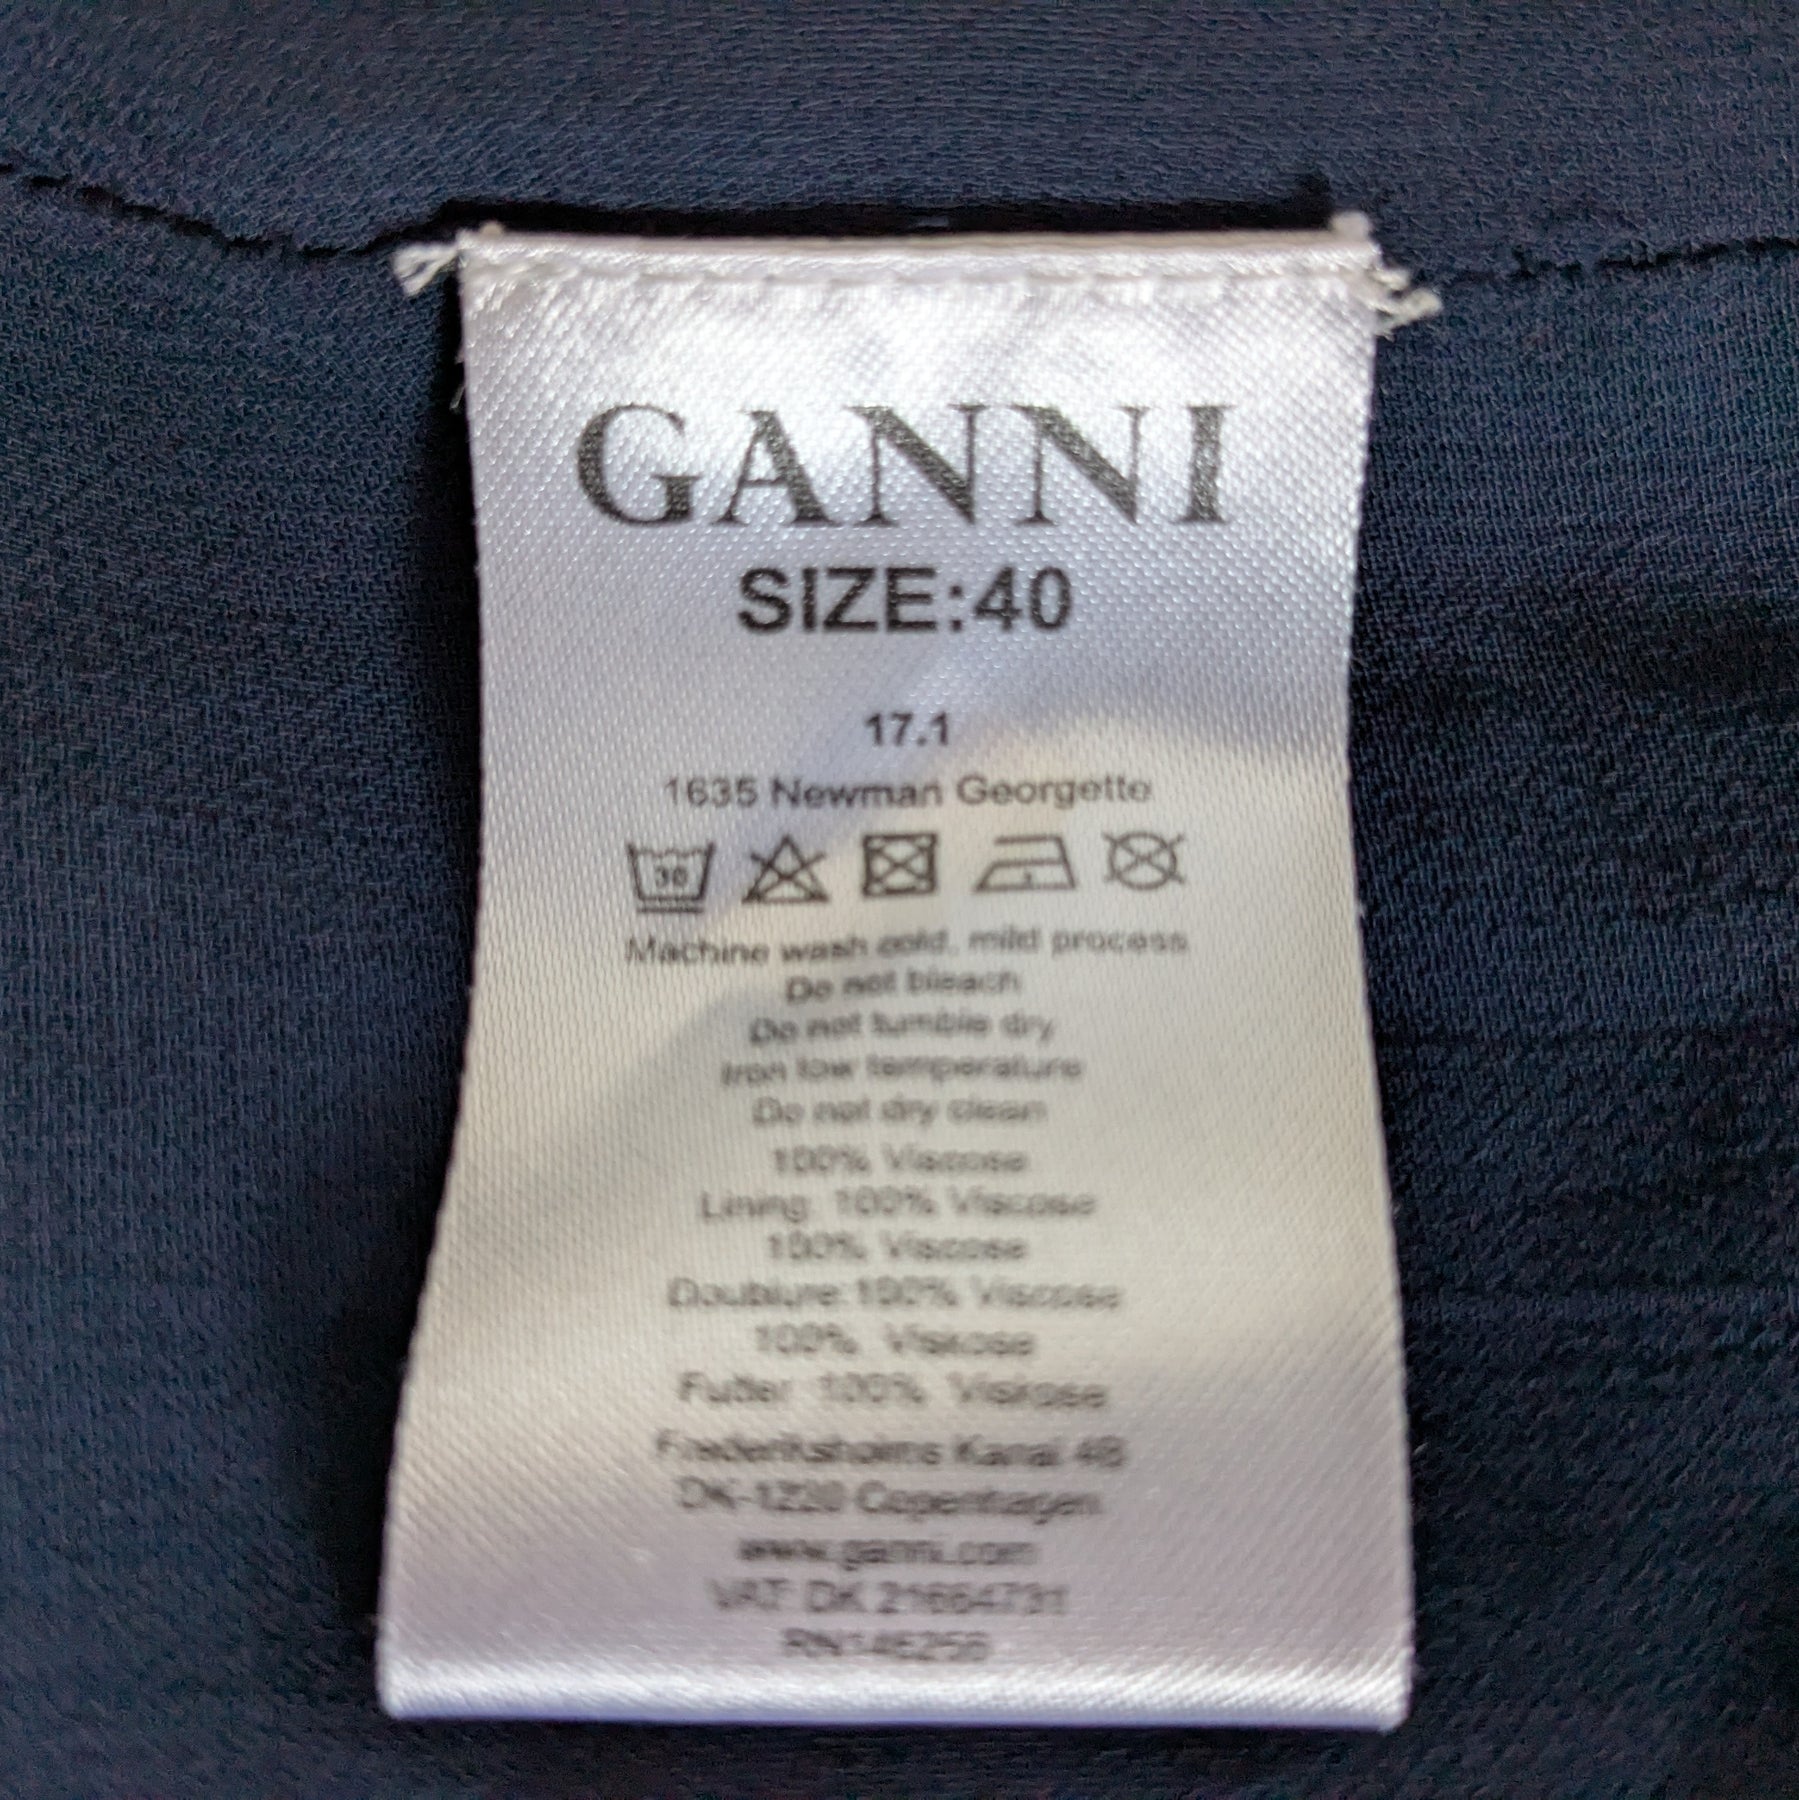 GANNI
SIZE:40
17.1
1635 Newman Georgette
30
Machine wash cold, mild process
Do not bleach
Do not tumble dry
Iron low temperature
Do not dry clean
100% Viscose
Lining: 100% Viscose
100% Viscose
Doublure:100% Viscose
100% Viskose
Futter 100% Viskose
Frederiksholms Kanal 4B
DK-1220 Copenhagen
www.ganni.com
VAT DK 21664731
RN146256